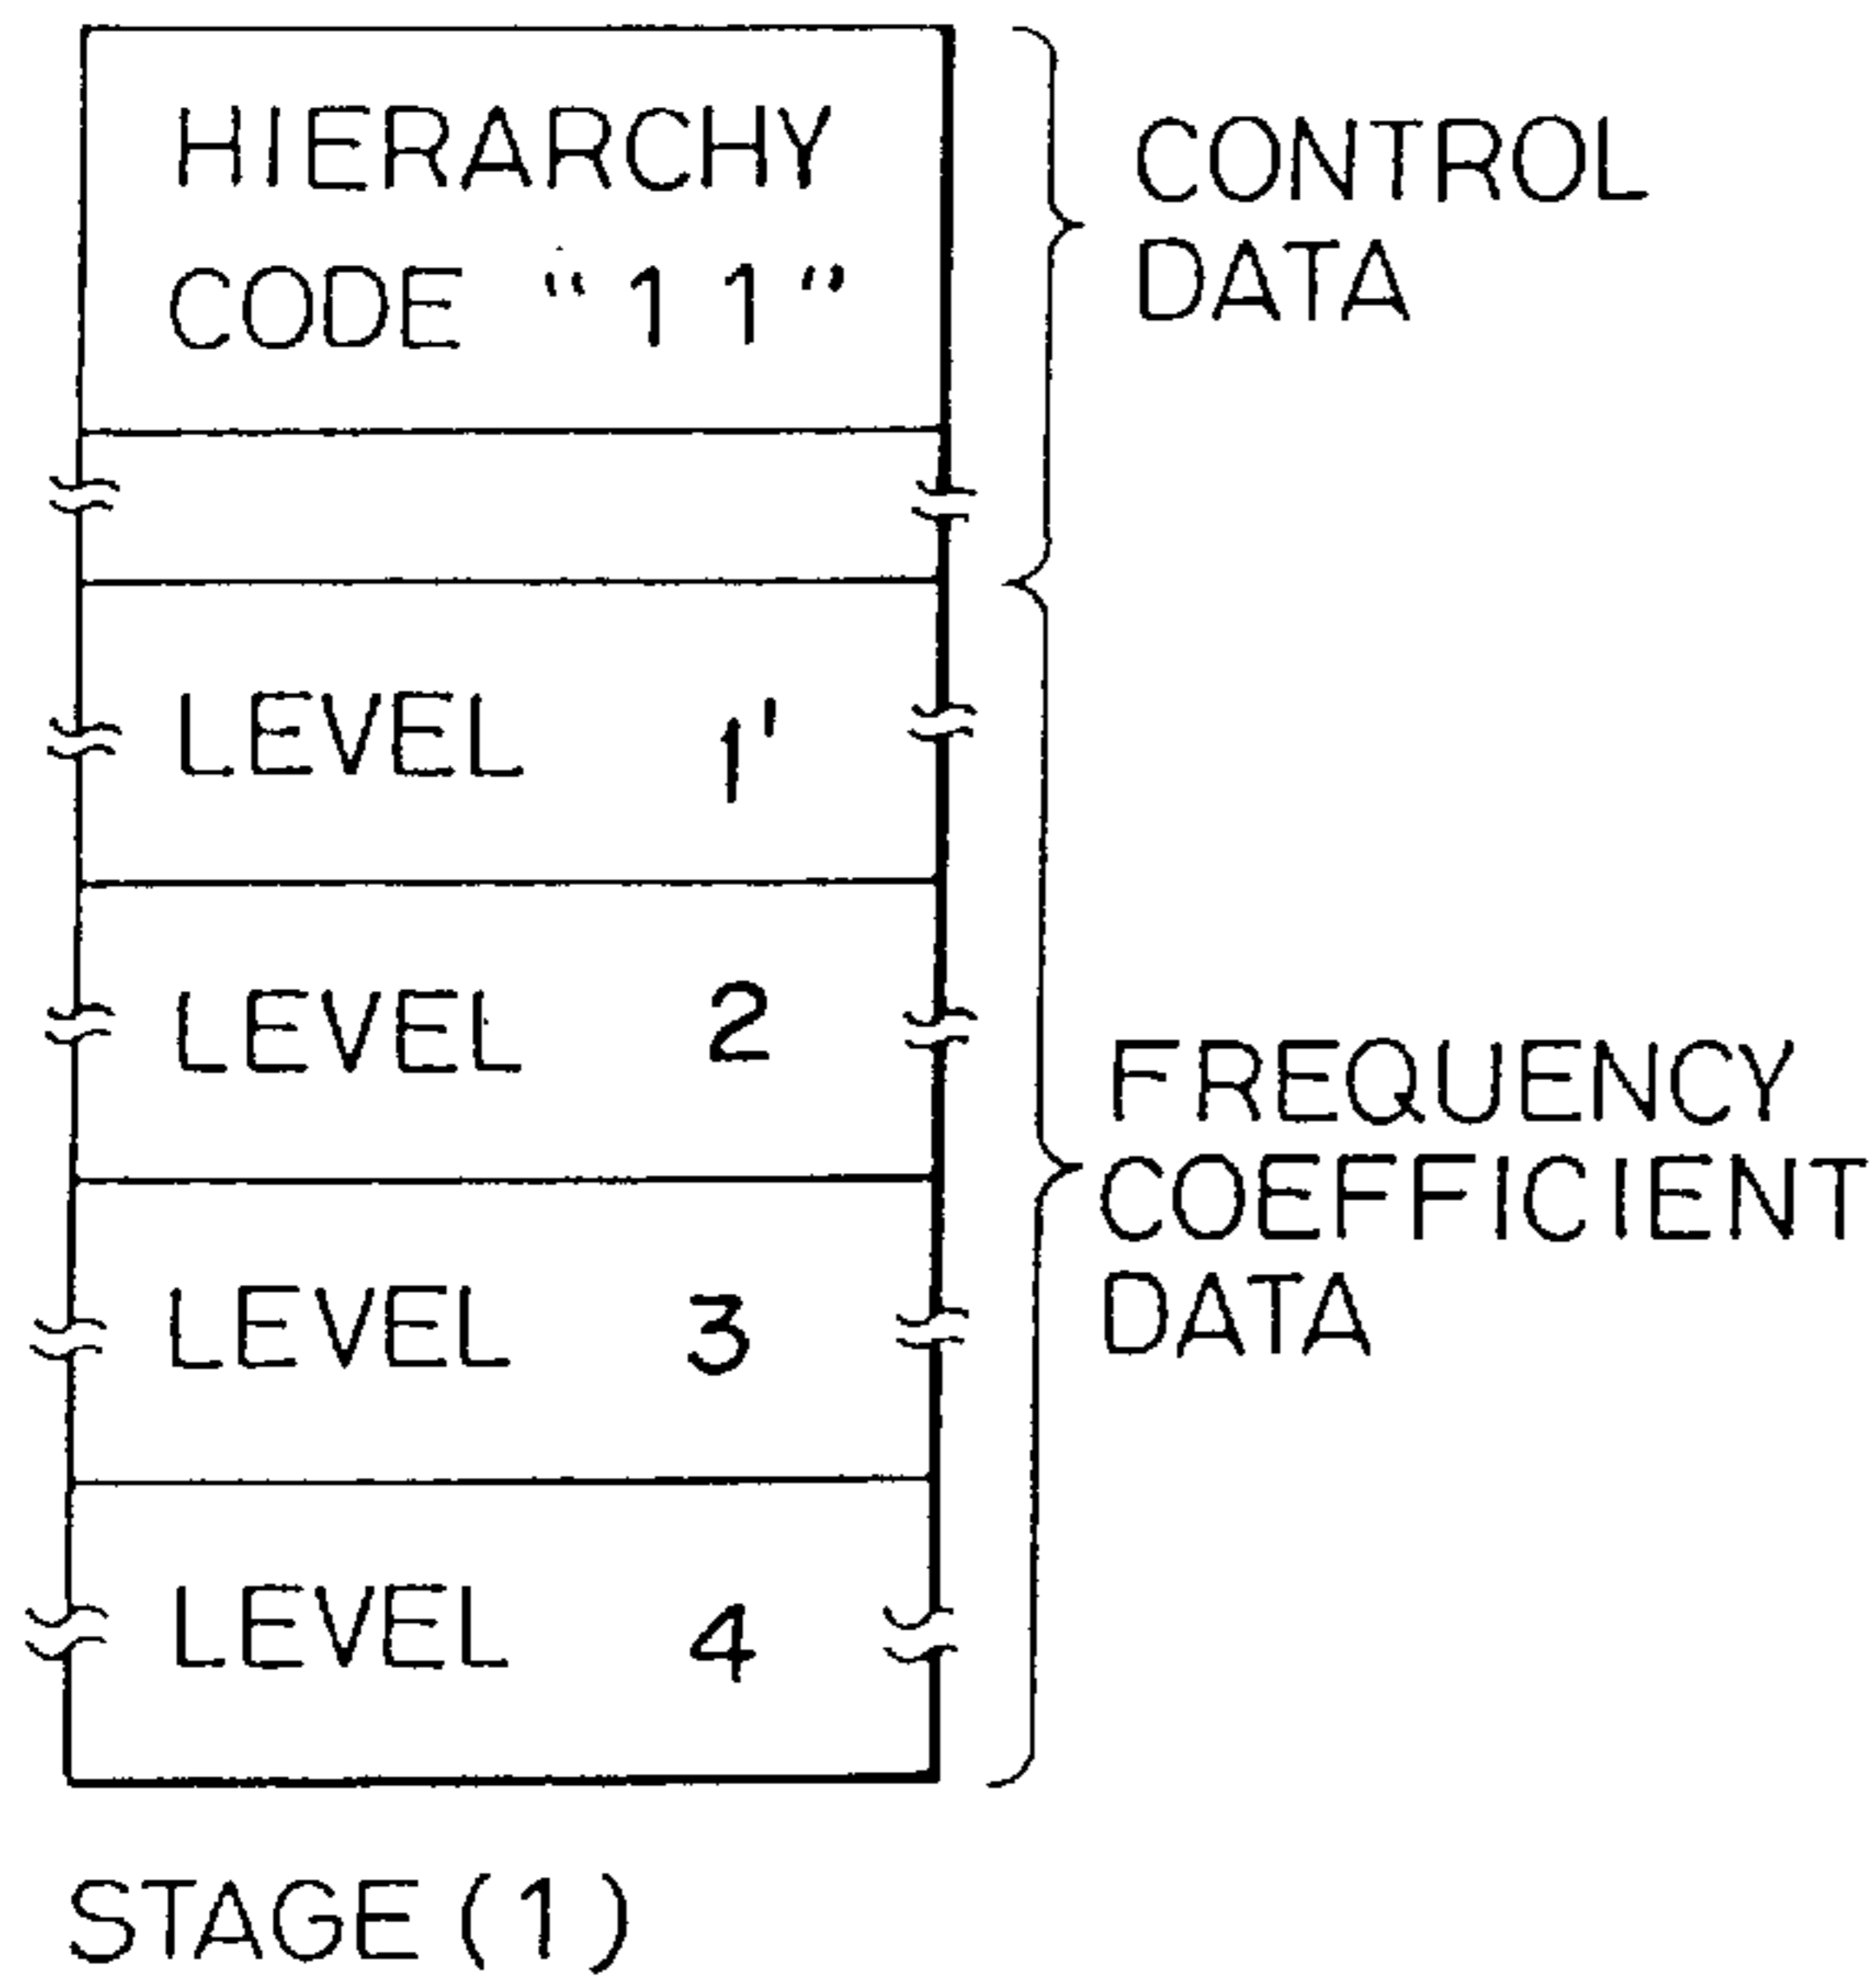 HIERARCHY
CODE “11”
CONTROL
DATA
LEVEL 1'
LEVEL 2
LEVEL 3
LEVEL 4
FREQUENCY
COEFFICIENT
DATA
STAGE (1)